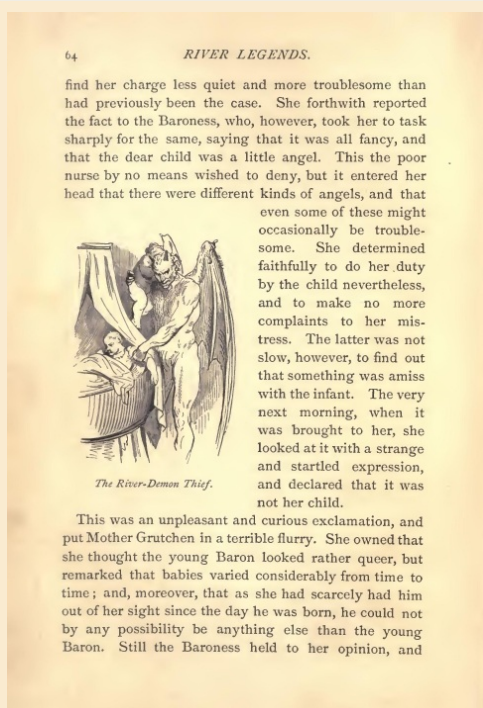 64
RIVER LEGENDS.
find her charge less quiet and more troublesome than
had previously been the case. She forthwith reported
the fact to the Baroness, who, however, took her to task
sharply for the same, saying that it was all fancy, and
that the dear child was a little angel. This the poor
nurse by no means wished to deny, but it entered her
head that there were different kinds of angels, and that
even some of these might
occasionally be trouble-
some. She determined
faithfully to do her duty
by the child nevertheless,
and to make no more
complaints to her mis-
tress. The latter was not
slow, however, to find out
that something was amiss
with the infant. The very
next morning, when it
was brought to her, she
looked at it with a strange
and startled expression,
and declared that it was
not her child.
The River-Demon Thief.
This was an unpleasant and curious exclamation, and
put Mother Grutchen in a terrible flurry. She owned that
she thought the young Baron looked rather queer, but
remarked that babies varied considerably from time to
time; and, moreover, that as she had scarcely had him
out of her sight since the day he was born, he could not
by any possibility be anything else than the young
Baron. Still the Baroness held to her opinion, and